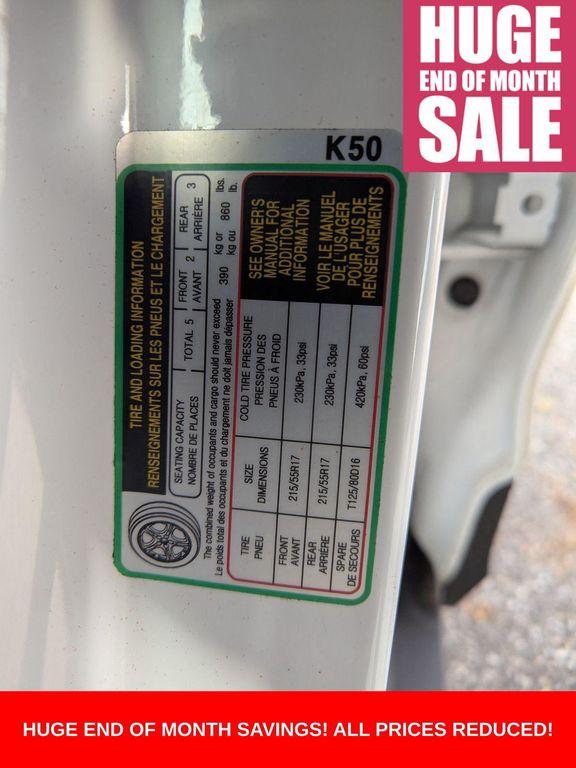 HUGE
END OF MONTH
SALE
K50
TIRE AND LOADING INFORMATION
RENSEIGNEMENTS SUR LES PNEUS ET LE CHARGEMENT
SEATING CAPACITY
NOMBRE DE PLACES
TOTAL 5
FRONT
AVANT
2
REAR
ARRIÈRE
3
The combined weight of occupants and cargo should never exceed 390 kg or 860 lbs.
Le poids total des occupants et du chargement ne doit jamais dépasser kg ou lb.
TIRE
PNEU
SIZE
DIMENSIONS
COLD TIRE PRESSURE
PRESSION DES
PNEUS À FROID
SEE OWNER'S
MANUAL FOR
ADDITIONAL
INFORMATION
VOIR LE MANUEL
DE L'USAGER
POUR PLUS DE
RENSEIGNEMENTS
FRONT
AVANT
215/55R17
230kPa, 33psi
REAR
ARRIÈRE
215/55R17
230kPa, 33psi
SPARE
DE SECOURS
T125/80D16
420kPa, 60psi
HUGE END OF MONTH SAVINGS! ALL PRICES REDUCED!